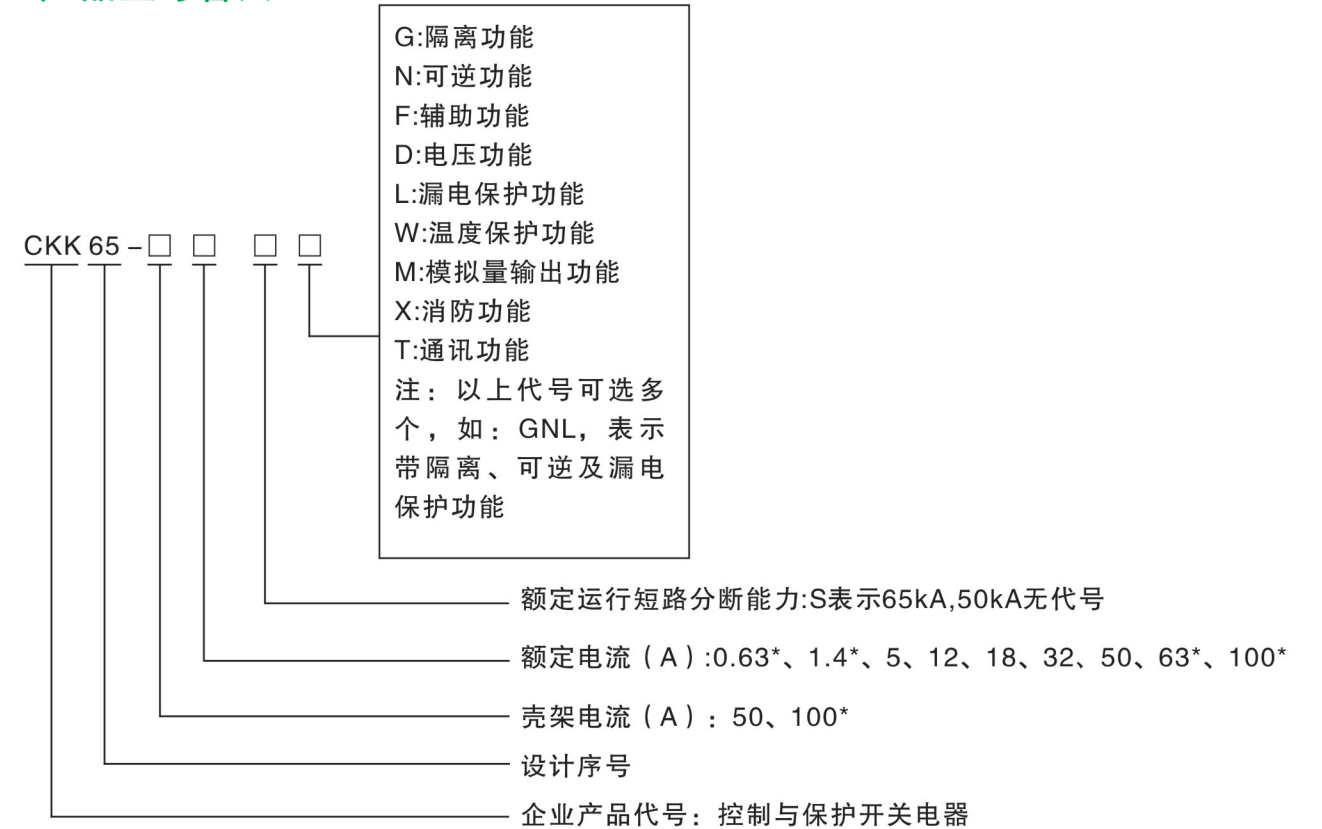 G:隔离功能
N:可逆功能
F:辅助功能
D:电压功能
L:漏电保护功能
W:温度保护功能
M:模拟量输出功能
X:消防功能
T:通讯功能
注：以上代号可选多
个，如：GNL，表示
带隔离、可逆及漏电
保护功能
CKK 65 – □ □ □ □
额定运行短路分断能力:S表示65kA,50kA无代号
额定电流（A）:0.63*、1.4*、5、12、18、32、50、63*、100*
壳架电流（A）：50、100*
设计序号
企业产品代号：控制与保护开关电器